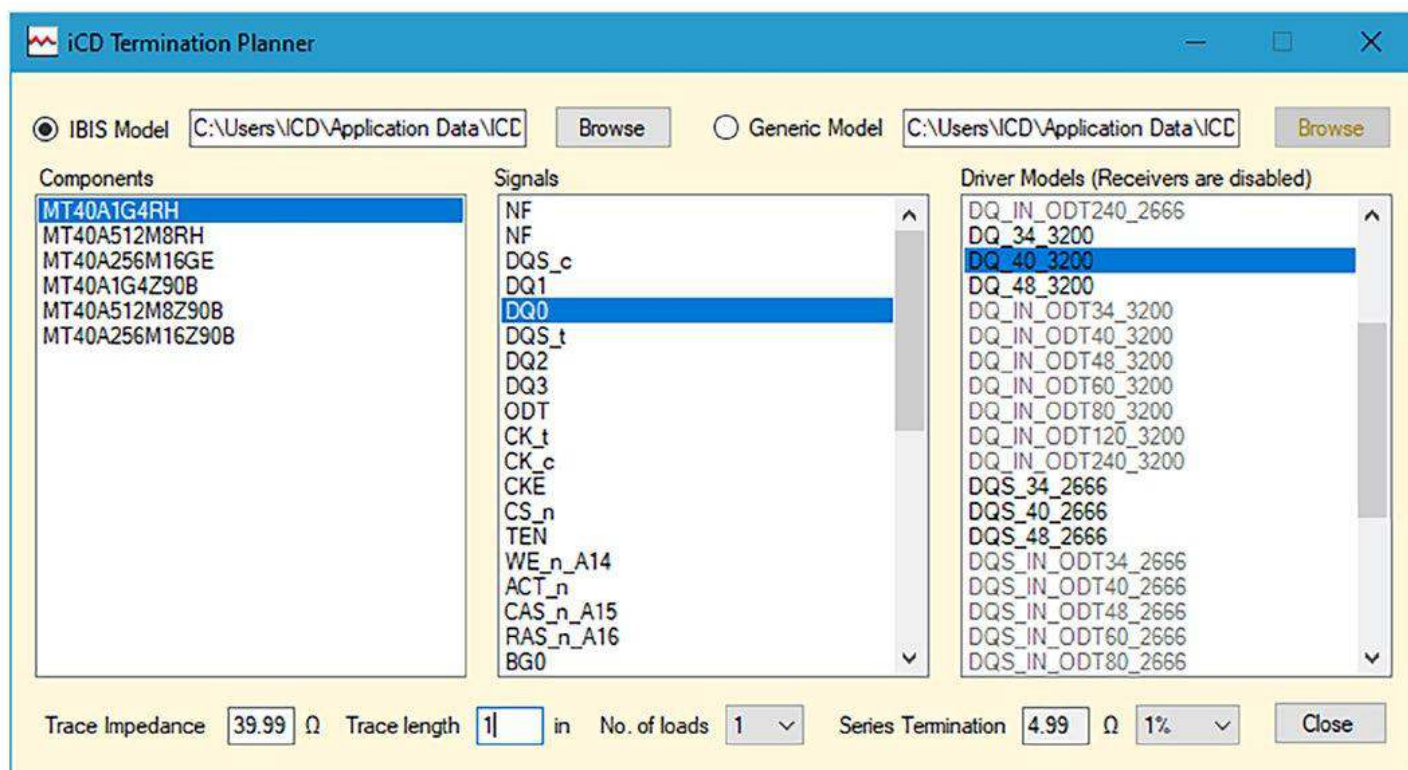 iCD Termination Planner
IBIS Model C:\Users\ICD\Application Data\ICD Browse Generic Model C:\Users\ICD\Application Data\ICD Browse
Components
MT40A1G4RH
MT40A512M8RH
MT40A256M16GE
MT40A1G4Z90B
MT40A512M8Z90B
MT40A256M16Z90B
Signals
NF
NF
DQS_c
DQ1
DQ0
DQS_t
DQ2
DQ3
ODT
CK_t
CK_c
CKE
CS_n
TEN
WE_n_A14
ACT_n
CAS_n_A15
RAS_n_A16
BG0
Driver Models (Receivers are disabled)
DQ_IN_ODT240_2666
DQ_34_3200
DQ_40_3200
DQ_48_3200
DQ_IN_ODT34_3200
DQ_IN_ODT40_3200
DQ_IN_ODT48_3200
DQ_IN_ODT60_3200
DQ_IN_ODT80_3200
DQ_IN_ODT120_3200
DQ_IN_ODT240_3200
DQS_34_2666
DQS_40_2666
DQS_48_2666
DQS_IN_ODT34_2666
DQS_IN_ODT40_2666
DQS_IN_ODT48_2666
DQS_IN_ODT60_2666
DQS_IN_ODT80_2666
Trace Impedance 39.99 Ω Trace length 1 in No. of loads 1 Series Termination 4.99 Ω 1% Close